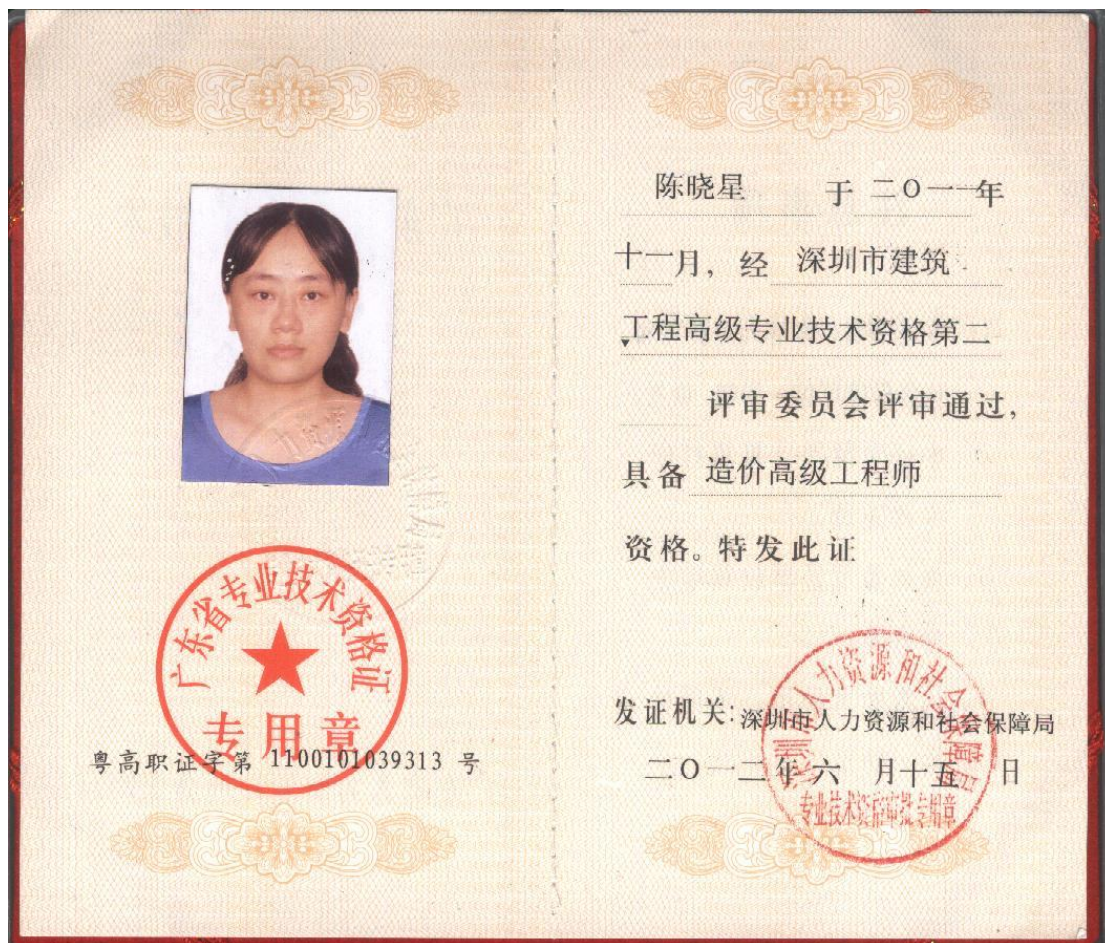 广东省专业技术资格证
专用章
粤高职证字第 1100101039313 号
陈晓星 于 二〇一一年
十一月，经 深圳市建筑
工程高级专业技术资格第二
评审委员会评审通过，
具备 造价高级工程师
资格。特发此证
发证机关：深圳市人力资源和社会保障局
二〇一二年 六 月十五 日
深圳市人力资源和社会保障局
专业技术资格审批专用章